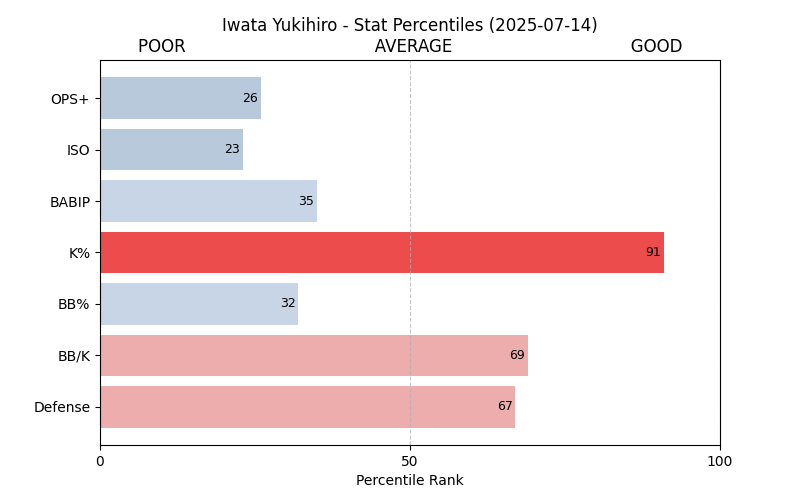 Iwata Yukihiro - Stat Percentiles (2025-07-14)
POOR AVERAGE GOOD
OPS+ 26
ISO 23
BABIP 35
K% 91
BB% 32
BB/K 69
Defense 67
0 50 100
Percentile Rank